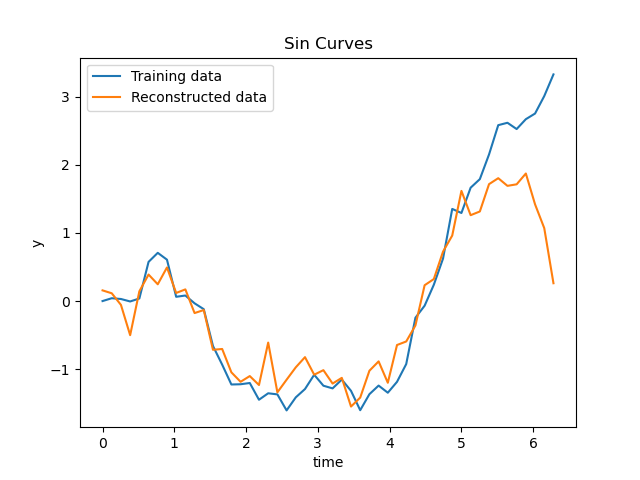 Sin Curves
Training data
Reconstructed data
3
2
1
0
−1
y
0 1 2 3 4 5 6
time